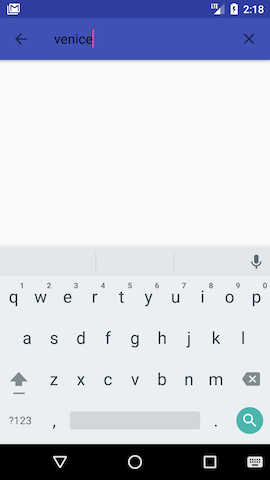 LTE 2:18
venice
1 2 3 4 5 6 7 8 9 0
q w e r t y u i o p
a s d f g h j k l
z x c v b n m
?123 , .